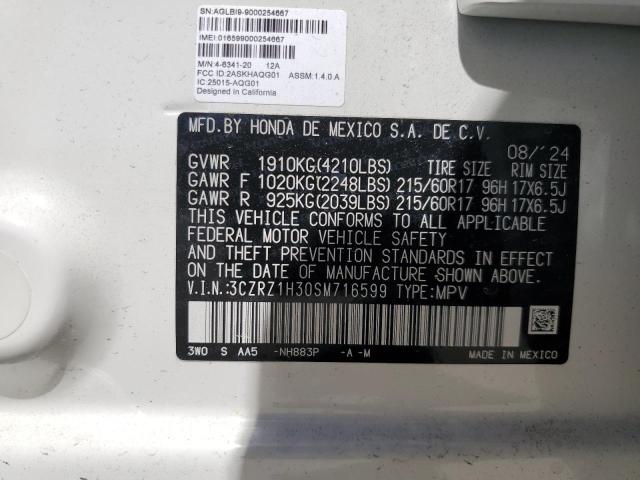 SN:AGLBI9-9000254667
IMEI:016599000254667
M/N:4-6341-20 12A
FCC ID:2ASKHAQG01 ASSM:1.4.0.A
IC:25015-AQG01
Designed in California
MFD.BY HONDA DE MEXICO S.A. DE C.V.
08/'24
GVWR 1910KG(4210LBS) TIRE SIZE RIM SIZE
GAWR F 1020KG(2248LBS) 215/60R17 96H 17X6.5J
GAWR R 925KG(2039LBS) 215/60R17 96H 17X6.5J
THIS VEHICLE CONFORMS TO ALL APPLICABLE
FEDERAL MOTOR VEHICLE SAFETY
AND THEFT PREVENTION STANDARDS IN EFFECT
ON THE DATE OF MANUFACTURE SHOWN ABOVE.
V.I.N.:3CZRZ1H30SM716599 TYPE:MPV
3W0 S AA5 -NH883P -A -M MADE IN MEXICO